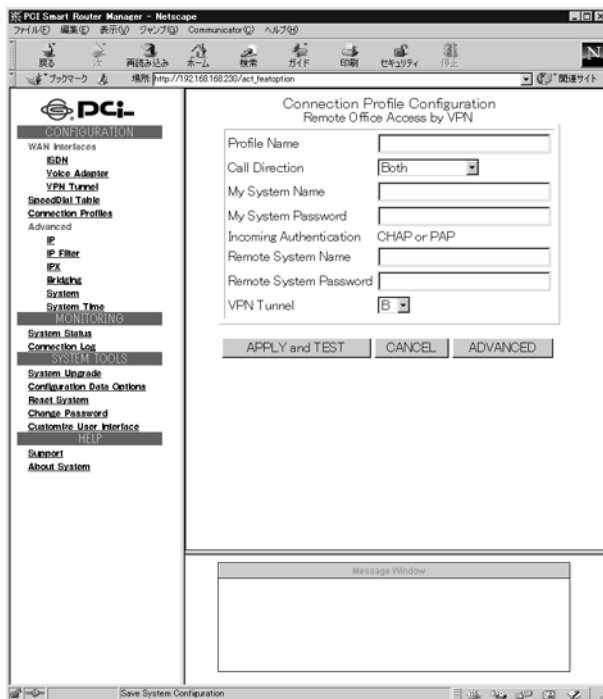 PCI Smart Router Manager - Netscape
ファイル(F) 編集(E) 表示(V) ジャンプ(G) Communicator(C) ヘルプ(H)
戻る 次 再読み込み ホーム 検索 ガイド 印刷 セキュリティ 停止
N
ブックマーク 場所: http://192.168.168.230/act_featoption 関連サイト
PCi
CONFIGURATION
WAN Interfaces
ISDN
Voice Adapter
VPN Tunnel
SpeedDial Table
Connection Profiles
Advanced
IP
IP Filter
IPX
Bridging
System
System Time
MONITORING
System Status
Connection Log
SYSTEM TOOLS
System Upgrade
Configuration Data Options
Reset System
Change Password
Customize User Interface
HELP
Support
About System
Connection Profile Configuration
Remote Office Access by VPN
Profile Name
Call Direction Both
My System Name
My System Password
Incoming Authentication CHAP or PAP
Remote System Name
Remote System Password
VPN Tunnel B
APPLY and TEST CANCEL ADVANCED
Message Window
Save System Configuration